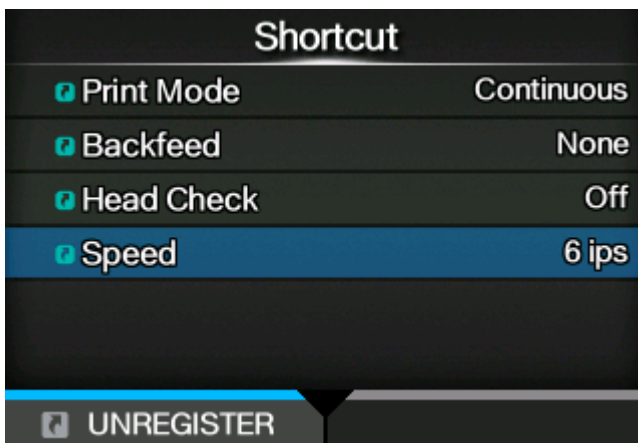 Shortcut
Print Mode Continuous
Backfeed None
Head Check Off
Speed 6 ips
UNREGISTER